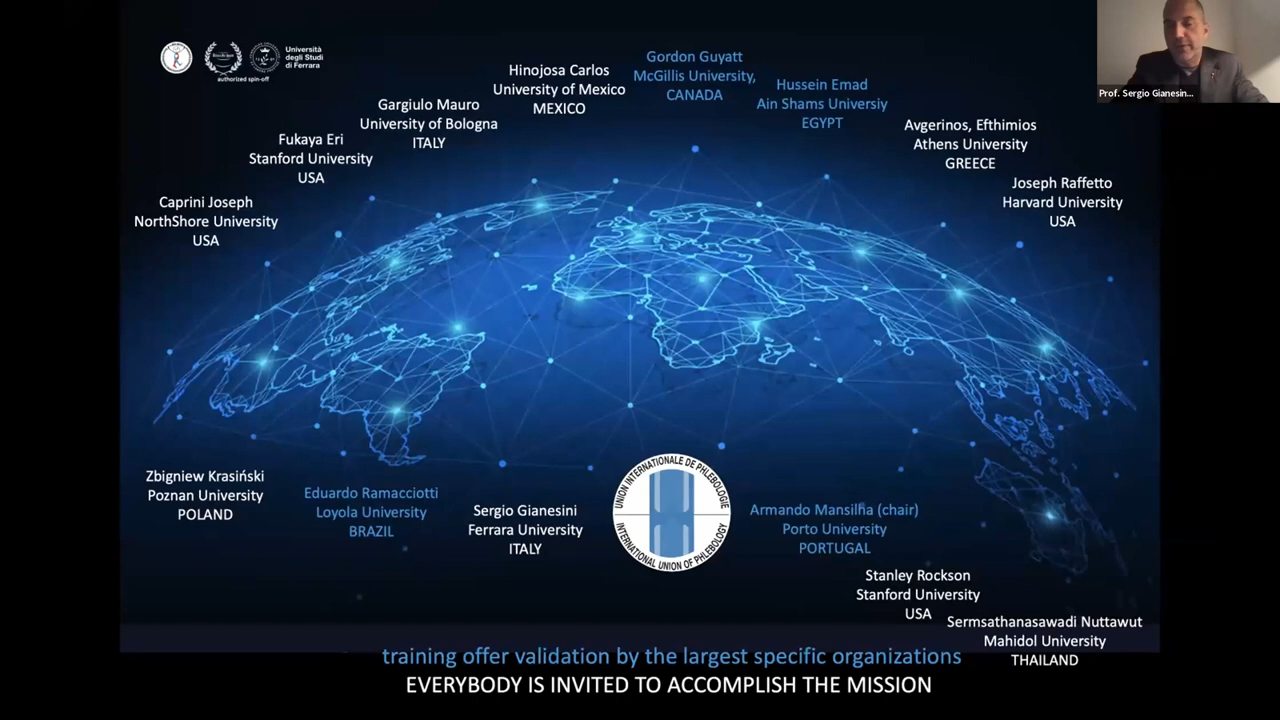 Università
degli Studi
di Ferrara
authorized spin-off
Prof. Sergio Gianesin...
Gordon Guyatt
McGillis University,
CANADA
Hinojosa Carlos
University of Mexico
MEXICO
Hussein Emad
Ain Shams Universiy
EGYPT
Gargiulo Mauro
University of Bologna
ITALY
Avgerinos, Efthimios
Athens University
GREECE
Fukaya Eri
Stanford University
USA
Joseph Raffetto
Harvard University
USA
Caprini Joseph
NorthShore University
USA
Zbigniew Krasiński
Poznan University
POLAND
Eduardo Ramacciotti
Loyola University
BRAZIL
Sergio Gianesini
Ferrara University
ITALY
UNION INTERNATIONALE DE PHLEBOLOGIE
INTERNATIONAL UNION OF PHLEBOLOGY
Armando Mansilha (chair)
Porto University
PORTUGAL
Stanley Rockson
Stanford University
USA
Sermsathanasawadi Nuttawut
Mahidol University
THAILAND
training offer validation by the largest specific organizations
EVERYBODY IS INVITED TO ACCOMPLISH THE MISSION